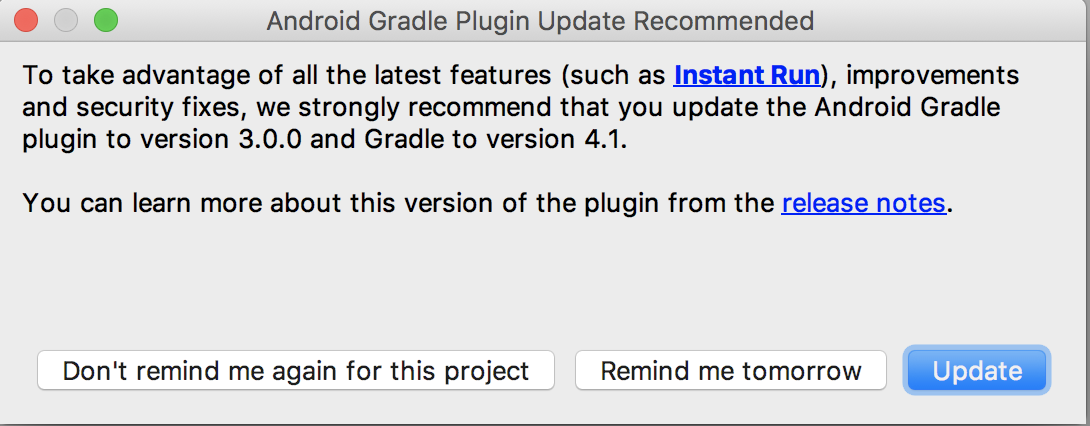 Android Gradle Plugin Update Recommended
To take advantage of all the latest features (such as Instant Run), improvements
and security fixes, we strongly recommend that you update the Android Gradle
plugin to version 3.0.0 and Gradle to version 4.1.
You can learn more about this version of the plugin from the release notes.
Don't remind me again for this project Remind me tomorrow Update